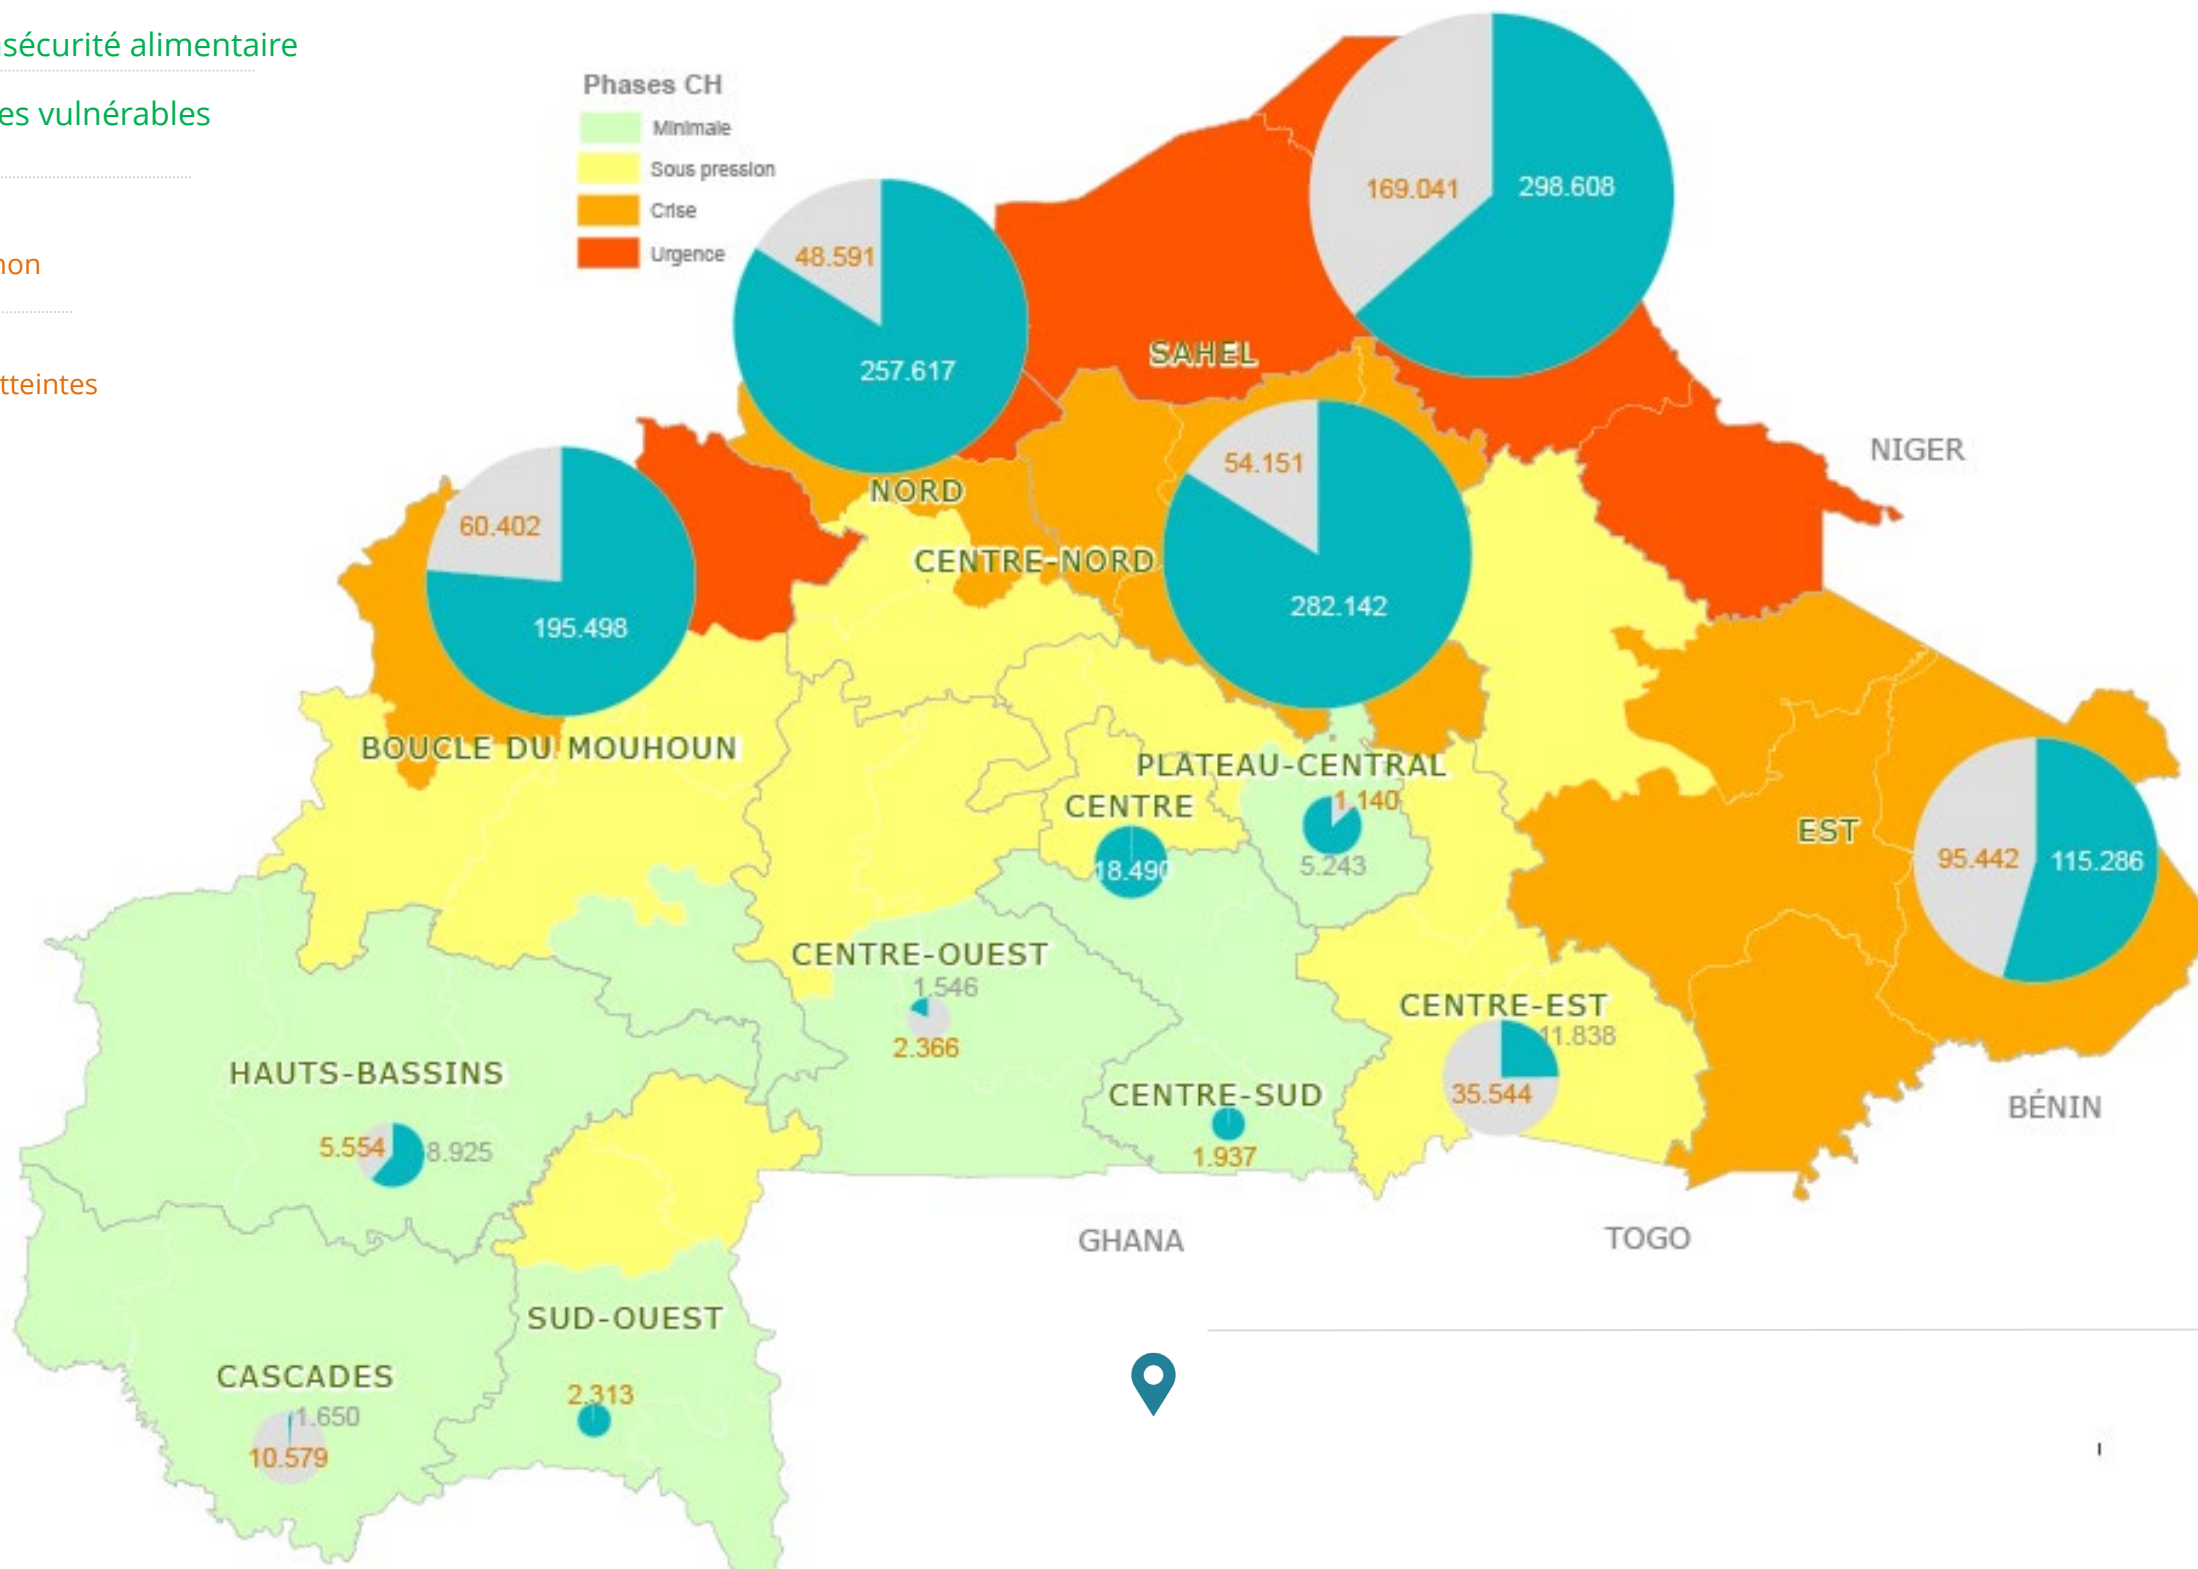 sécurité alimentaire
es vulnérables
non
tteintes
Phases CH
Minimale
Sous pression
Crise
Urgence
169.041
298.608
48.591
257.617
SAHEL
NIGER
54.151
282.142
NORD
60.402
195.498
CENTRE-NORD
BOUCLE DU MOUHOUN
PLATEAU-CENTRAL
1.140
5.243
CENTRE
18.490
EST
95.442
115.286
CENTRE-OUEST
1.546
2.366
CENTRE-EST
11.838
35.544
HAUTS-BASSINS
5.554
8.925
CENTRE-SUD
1.937
BÉNIN
GHANA
TOGO
SUD-OUEST
2.313
CASCADES
1.650
10.579